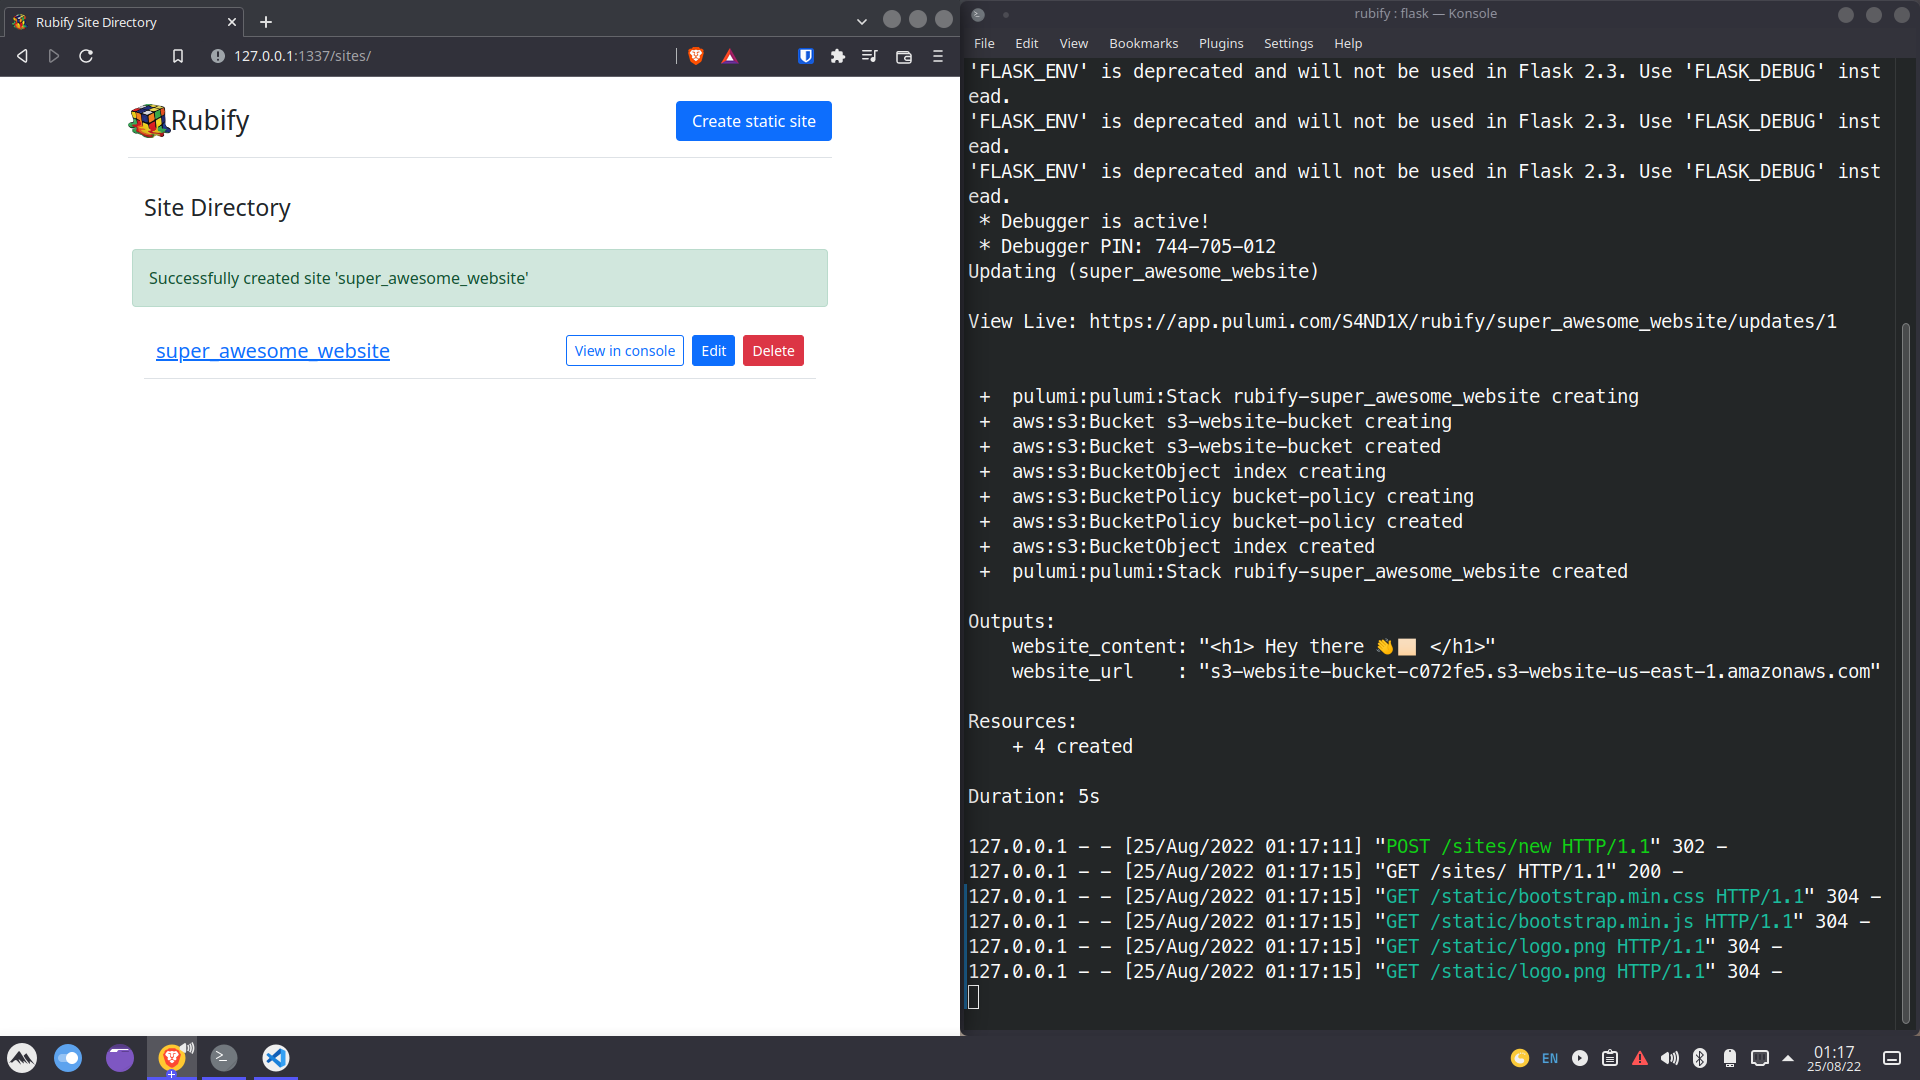 Rubify Site Directory
127.0.0.1:1337/sites/
Rubify
Create static site
Site Directory
Successfully created site 'super_awesome_website'
super_awesome_website
View in console
Edit
Delete
rubify : flask — Konsole
File Edit View Bookmarks Plugins Settings Help
'FLASK_ENV' is deprecated and will not be used in Flask 2.3. Use 'FLASK_DEBUG' inst
ead.
'FLASK_ENV' is deprecated and will not be used in Flask 2.3. Use 'FLASK_DEBUG' inst
ead.
'FLASK_ENV' is deprecated and will not be used in Flask 2.3. Use 'FLASK_DEBUG' inst
ead.
* Debugger is active!
* Debugger PIN: 744-705-012
Updating (super_awesome_website)
View Live: https://app.pulumi.com/S4ND1X/rubify/super_awesome_website/updates/1
+ pulumi:pulumi:Stack rubify-super_awesome_website creating
+ aws:s3:Bucket s3-website-bucket creating
+ aws:s3:Bucket s3-website-bucket created
+ aws:s3:BucketObject index creating
+ aws:s3:BucketPolicy bucket-policy creating
+ aws:s3:BucketPolicy bucket-policy created
+ aws:s3:BucketObject index created
+ pulumi:pulumi:Stack rubify-super_awesome_website created
Outputs:
website_content: "<h1> Hey there 👋🏻 </h1>"
website_url : "s3-website-bucket-c072fe5.s3-website-us-east-1.amazonaws.com"
Resources:
+ 4 created
Duration: 5s
127.0.0.1 - - [25/Aug/2022 01:17:11] "POST /sites/new HTTP/1.1" 302 -
127.0.0.1 - - [25/Aug/2022 01:17:15] "GET /sites/ HTTP/1.1" 200 -
127.0.0.1 - - [25/Aug/2022 01:17:15] "GET /static/bootstrap.min.css HTTP/1.1" 304 -
127.0.0.1 - - [25/Aug/2022 01:17:15] "GET /static/bootstrap.min.js HTTP/1.1" 304 -
127.0.0.1 - - [25/Aug/2022 01:17:15] "GET /static/logo.png HTTP/1.1" 304 -
127.0.0.1 - - [25/Aug/2022 01:17:15] "GET /static/logo.png HTTP/1.1" 304 -
EN
01:17
25/08/22